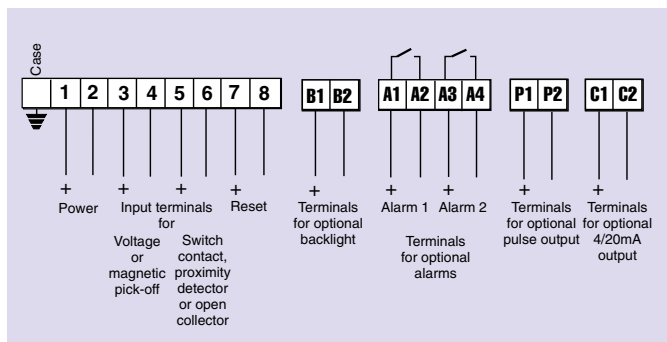 Case
1 2 3 4 5 6 7 8
B1 B2
A1 A2 A3 A4
P1 P2
C1 C2
+ + + + + + + + +
Power
Input terminals
for
Reset
Voltage
or
magnetic
pick-off
Switch
contact,
proximity
detector
or open
collector
Terminals
for optional
backlight
Alarm 1 Alarm 2
Terminals
for optional
alarms
Terminals
for optional
pulse output
Terminals
for optional
4/20mA
output